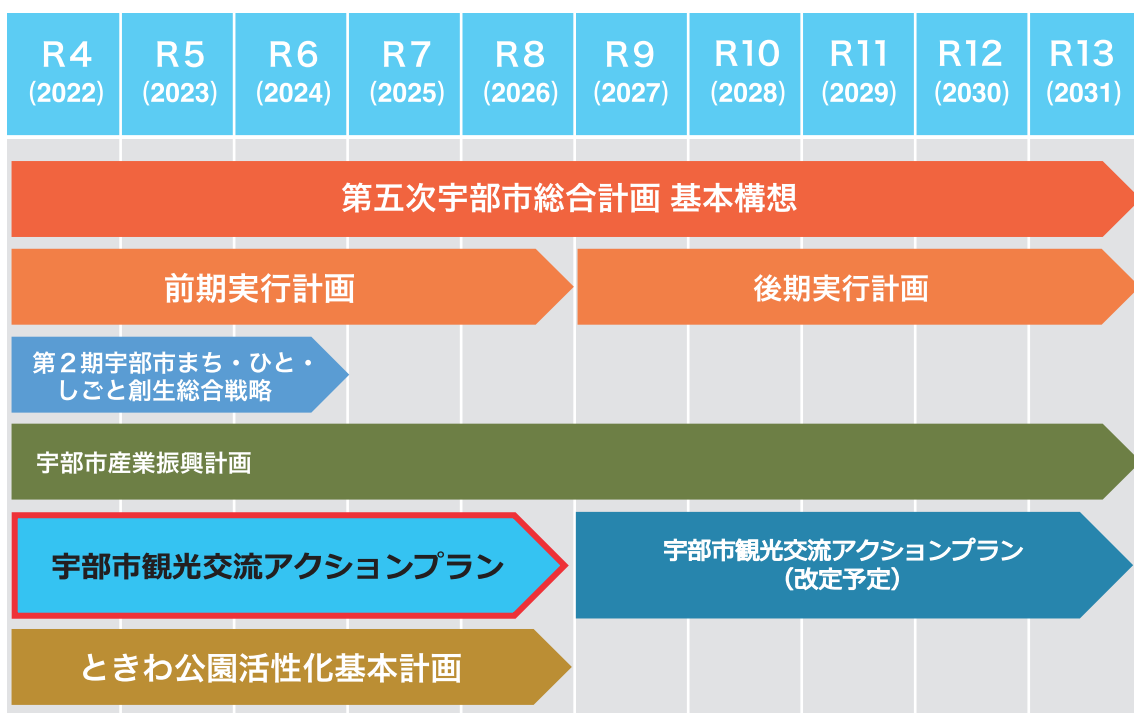 R4 R5 R6 R7 R8 R9 R10 R11 R12 R13
(2022) (2023) (2024) (2025) (2026) (2027) (2028) (2029) (2030) (2031)
第五次宇部市総合計画 基本構想
前期実行計画 後期実行計画
第２期宇部市まち・ひと・
しごと創生総合戦略
宇部市産業振興計画
宇部市観光交流アクションプラン
宇部市観光交流アクションプラン
（改定予定）
ときわ公園活性化基本計画